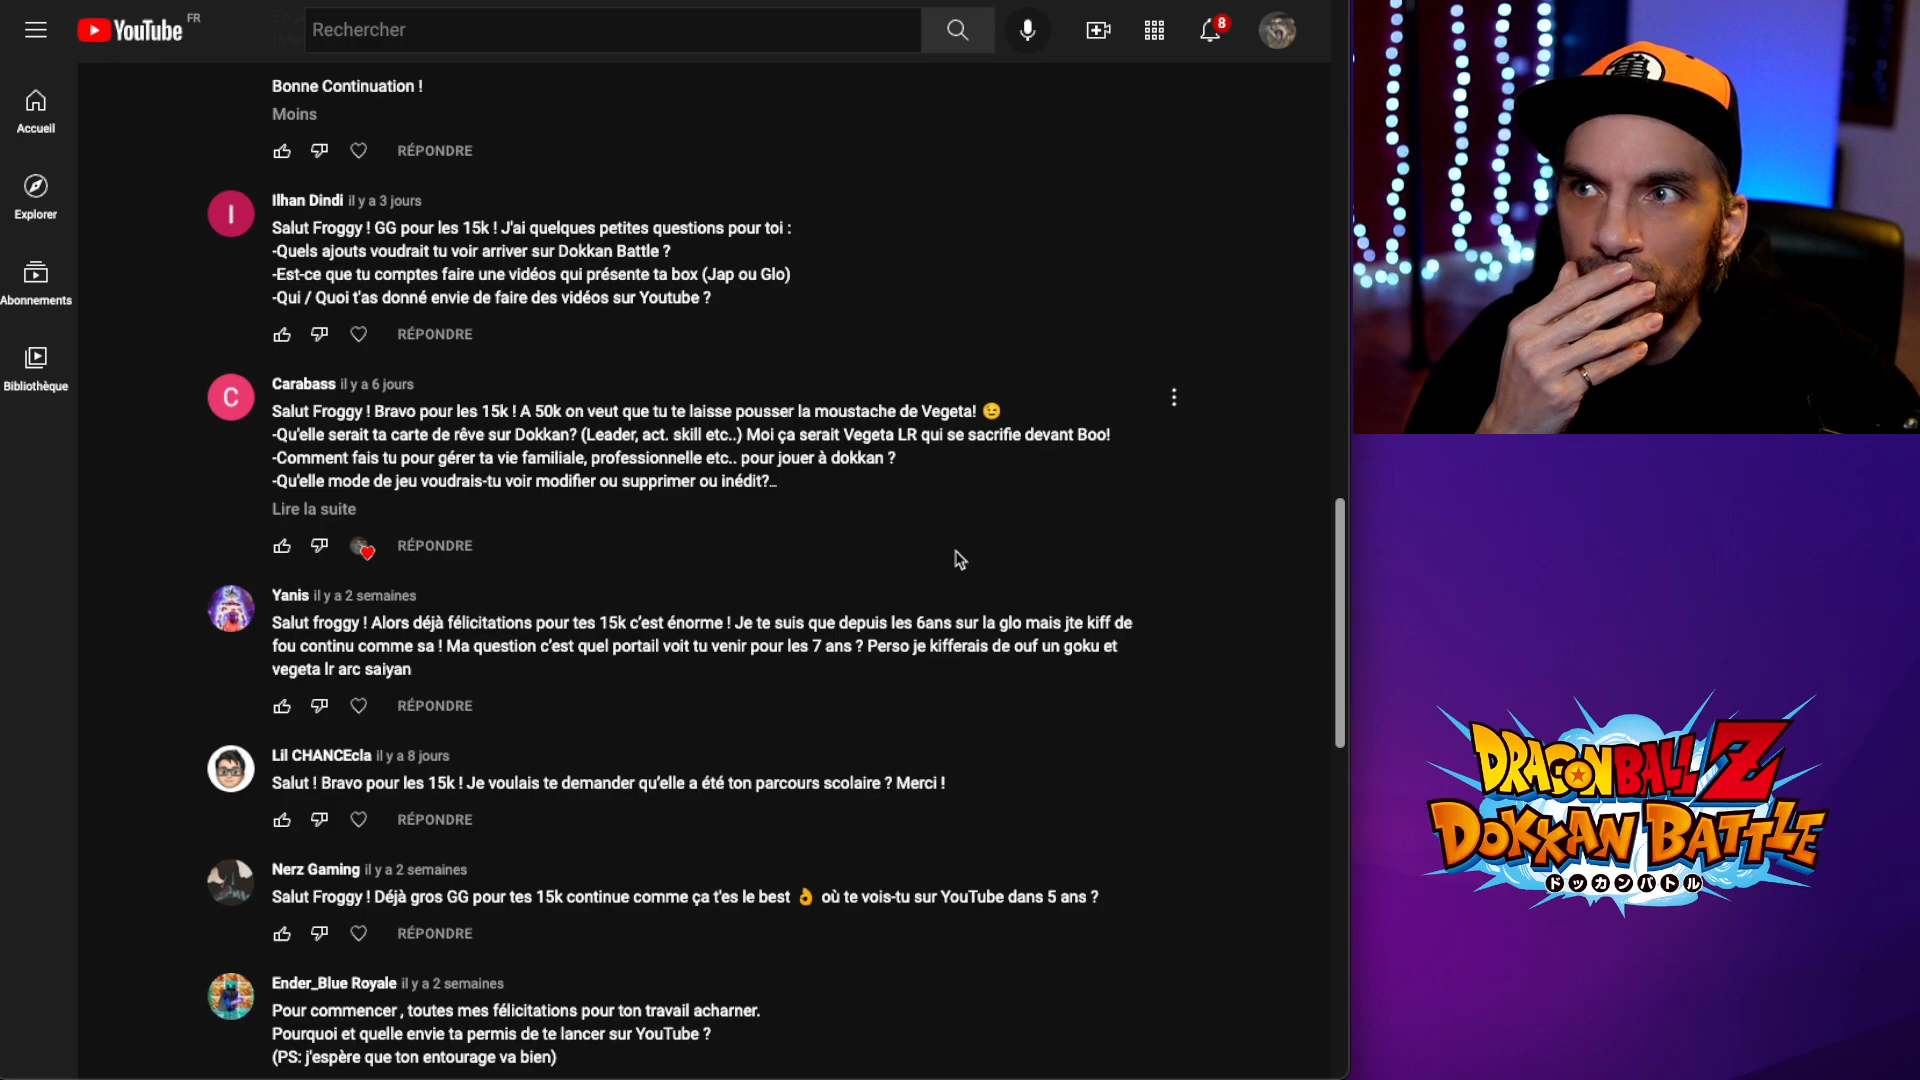 YouTube FR
Rechercher
8
Accueil
Explorer
Abonnements
Bibliothèque
Bonne Continuation !
Moins
RÉPONDRE
I
Ilhan Dindi il y a 3 jours
Salut Froggy ! GG pour les 15k ! J'ai quelques petites questions pour toi :
-Quels ajouts voudrait tu voir arriver sur Dokkan Battle ?
-Est-ce que tu comptes faire une vidéos qui présente ta box (Jap ou Glo)
-Qui / Quoi t'as donné envie de faire des vidéos sur Youtube ?
RÉPONDRE
C
Carabass il y a 6 jours
Salut Froggy ! Bravo pour les 15k ! A 50k on veut que tu te laisse pousser la moustache de Vegeta! 😉
-Qu'elle serait ta carte de rêve sur Dokkan? (Leader, act. skill etc..) Moi ça serait Vegeta LR qui se sacrifie devant Boo!
-Comment fais tu pour gérer ta vie familiale, professionnelle etc.. pour jouer à dokkan ?
-Qu'elle mode de jeu voudrais-tu voir modifier ou supprimer ou inédit?…
Lire la suite
RÉPONDRE
Yanis il y a 2 semaines
Salut froggy ! Alors déjà félicitations pour tes 15k c’est énorme ! Je te suis que depuis les 6ans sur la glo mais jte kiff de
fou continu comme sa ! Ma question c’est quel portail voit tu venir pour les 7 ans ? Perso je kifferais de ouf un goku et
vegeta lr arc saiyan
RÉPONDRE
Lil CHANCEcla il y a 8 jours
Salut ! Bravo pour les 15k ! Je voulais te demander qu’elle a été ton parcours scolaire ? Merci !
RÉPONDRE
Nerz Gaming il y a 2 semaines
Salut Froggy ! Déjà gros GG pour tes 15k continue comme ça t'es le best 👌 où te vois-tu sur YouTube dans 5 ans ?
RÉPONDRE
Ender_Blue Royale il y a 2 semaines
Pour commencer , toutes mes félicitations pour ton travail acharner.
Pourquoi et quelle envie ta permis de te lancer sur YouTube ?
(PS: j'espère que ton entourage va bien)
DRAGONBALL Z
DOKKAN BATTLE
ドッカンバトル